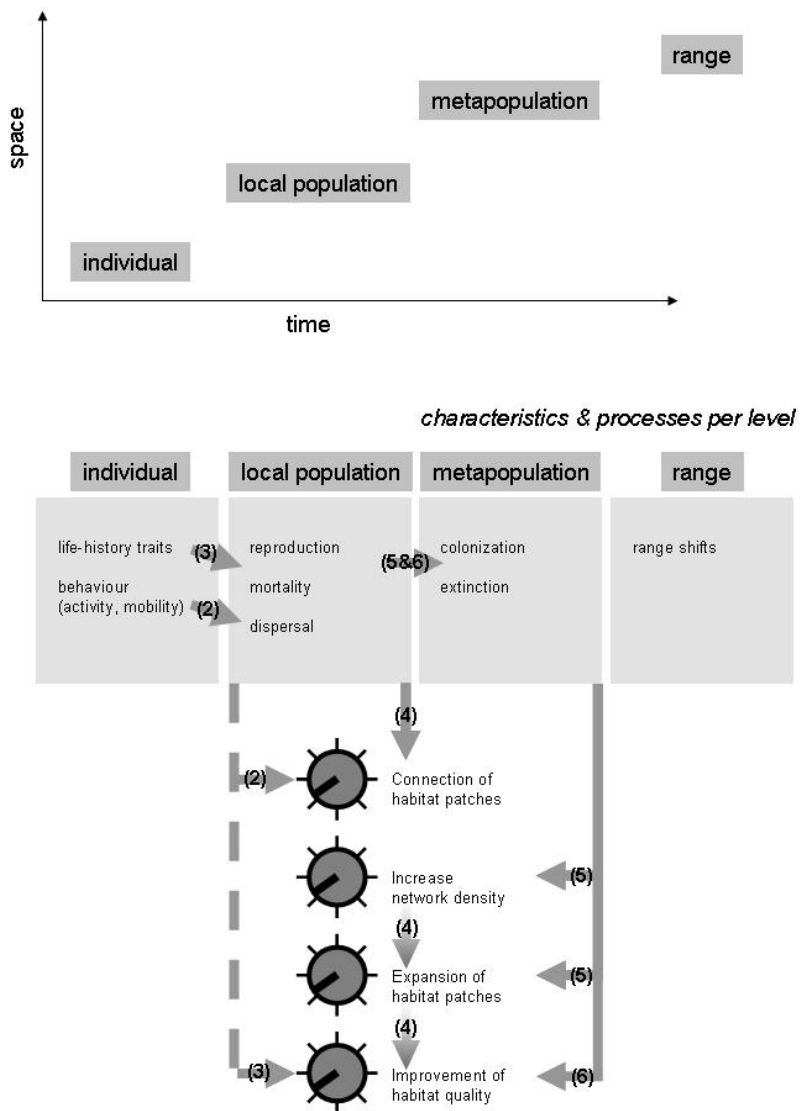 range
metapopulation
space
local population
individual
time
characteristics & processes per level
individual
local population
metapopulation
range
life-history traits
(3)
reproduction
(5&6)
colonization
range shifts
behaviour
(activity, mobility)
(2)
mortality
extinction
dispersal
(4)
(2)
Connection of
habitat patches
Increase
network density
(5)
(4)
Expansion of
habitat patches
(5)
(4)
(3)
Improvement of
habitat quality
(6)